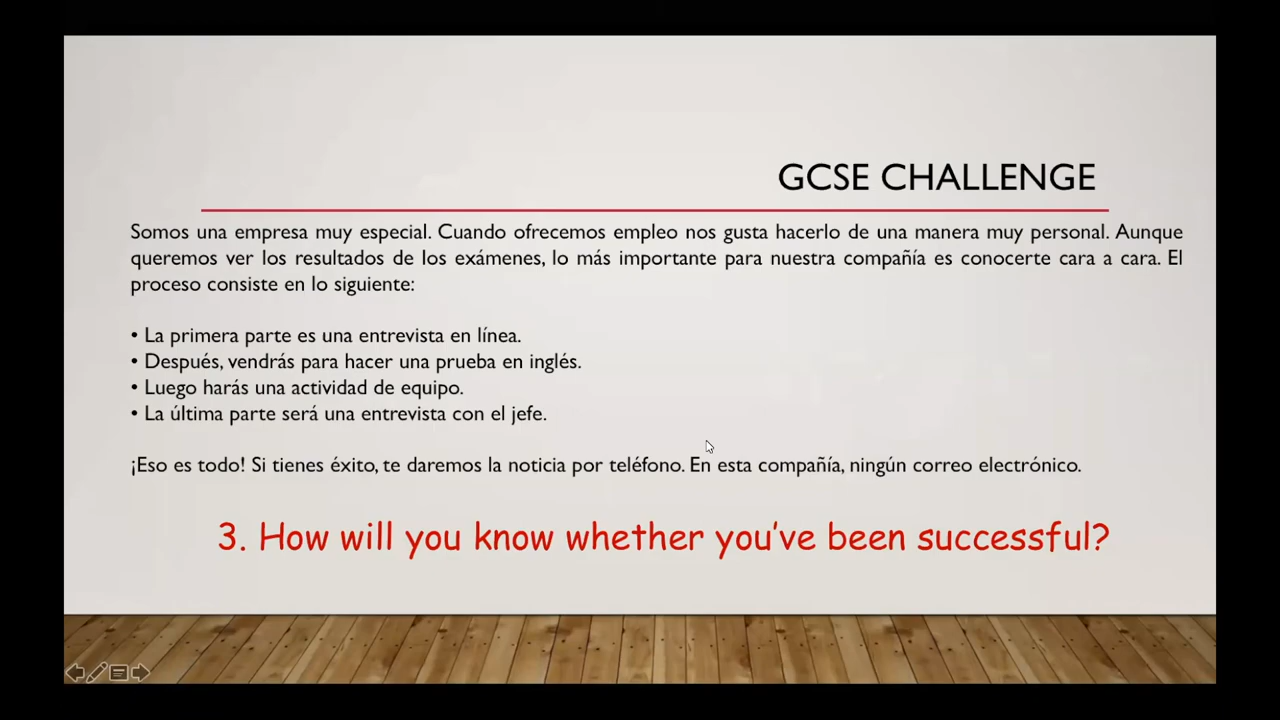 GCSE CHALLENGE
Somos una empresa muy especial. Cuando ofrecemos empleo nos gusta hacerlo de una manera muy personal. Aunque
queremos ver los resultados de los exámenes, lo más importante para nuestra compañía es conocerte cara a cara. El
proceso consiste en lo siguiente:
• La primera parte es una entrevista en línea.
• Después, vendrás para hacer una prueba en inglés.
• Luego harás una actividad de equipo.
• La última parte será una entrevista con el jefe.
¡Eso es todo! Si tienes éxito, te daremos la noticia por teléfono. En esta compañía, ningún correo electrónico.
3. How will you know whether you've been successful?